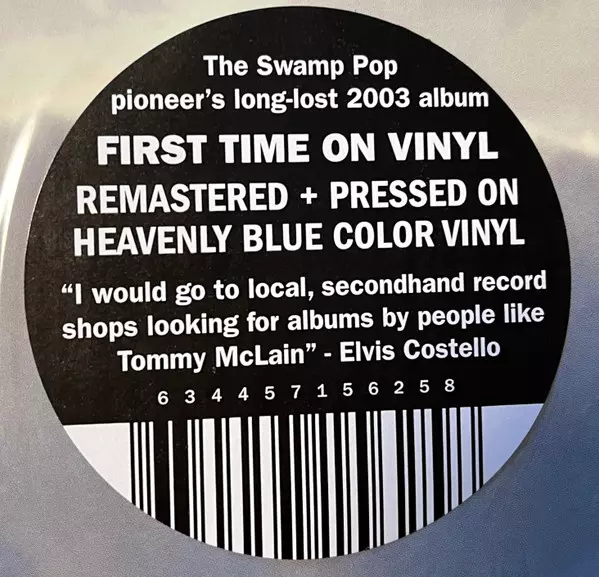 The Swamp Pop
pioneer's long-lost 2003 album
FIRST TIME ON VINYL
REMASTERED + PRESSED ON
HEAVENLY BLUE COLOR VINYL
“I would go to local, secondhand record
shops looking for albums by people like
Tommy McLain” - Elvis Costello
6 3 4 4 5 7 1 5 6 2 5 8